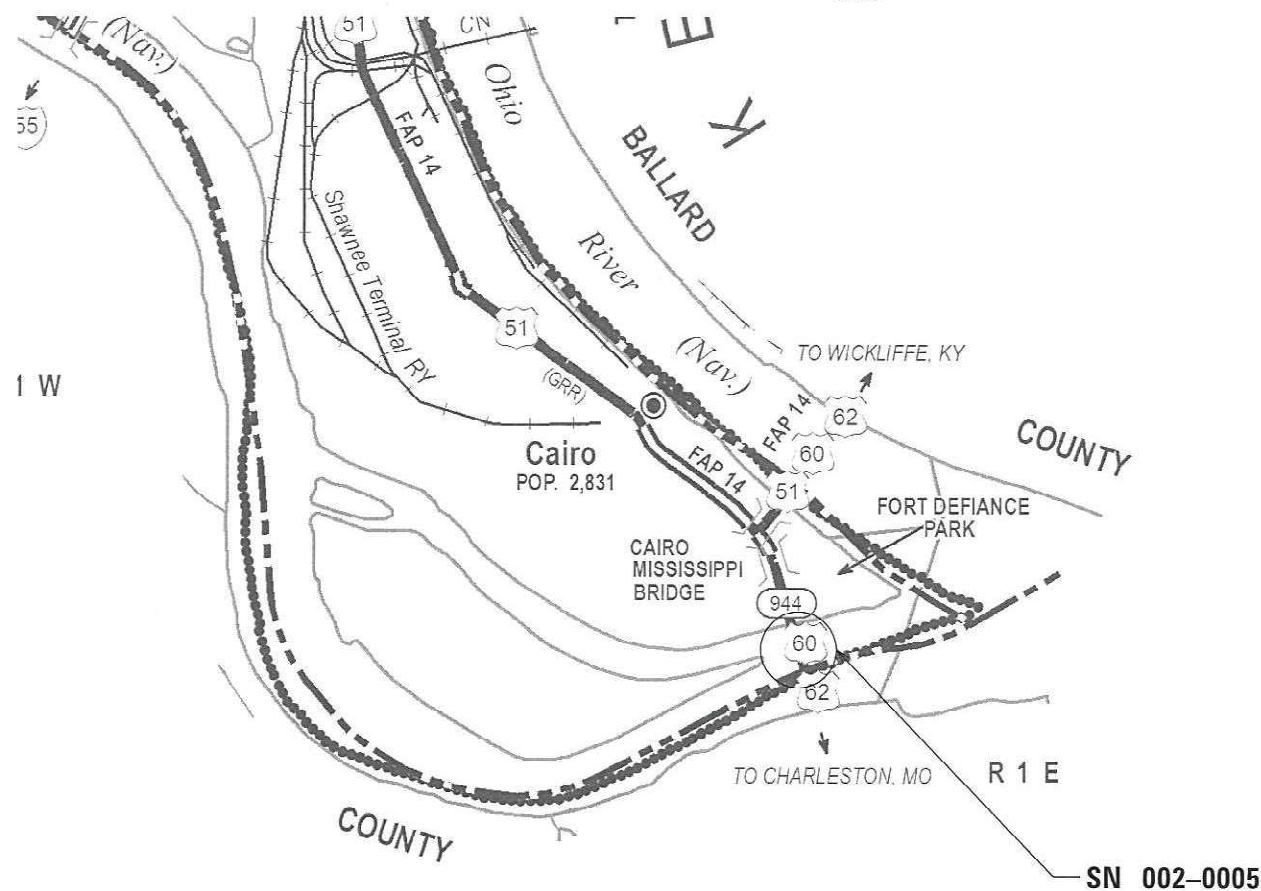 51
CN
E
K
(Nav.)
Ohio
55
FAP 14
BALLARD
Shawnee Terminal RY
River
51
(Nav.)
TO WICKLIFFE, KY
(GRR)
1 W
FAP 14
62
60
COUNTY
Cairo
POP. 2,831
FAP 14
51
FORT DEFIANCE
PARK
CAIRO
MISSISSIPPI
BRIDGE
944
60
62
TO CHARLESTON, MO
R 1 E
COUNTY
SN 002-0005